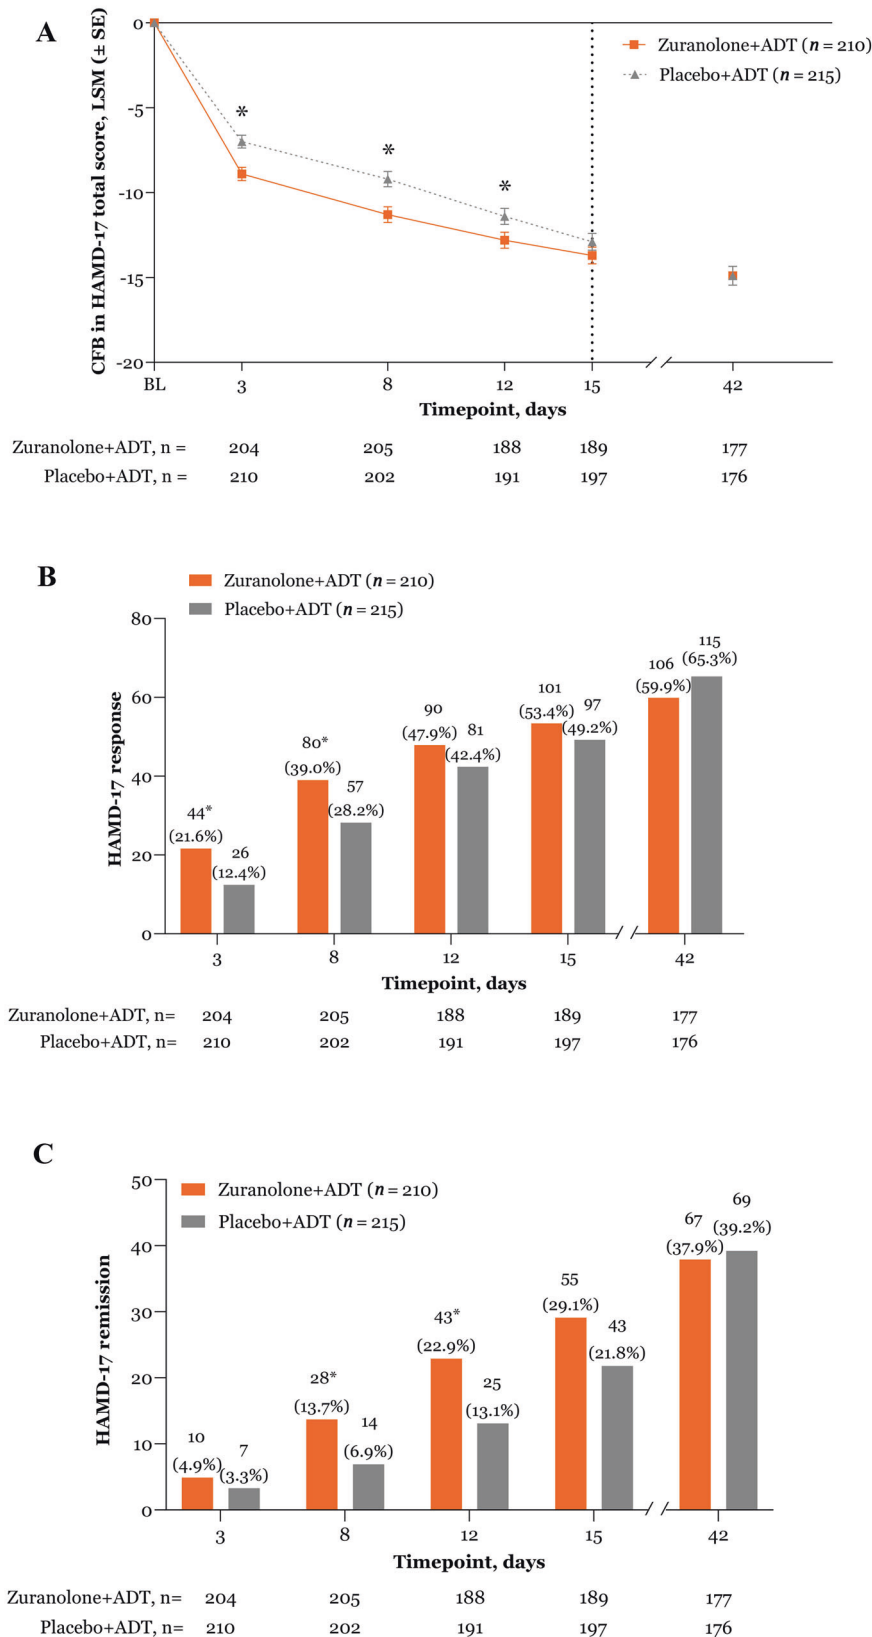 A
CFB in HAMD-17 total score, LSM (± SE)
0
-5
-10
-15
-20
Zuranolone+ADT (n = 210)
Placebo+ADT (n = 215)
*
*
*
BL 3 8 12 15 42
Timepoint, days
Zuranolone+ADT, n = 204 205 188 189 177
Placebo+ADT, n = 210 202 191 197 176
B
Zuranolone+ADT (n = 210)
Placebo+ADT (n = 215)
HAMD-17 response
80
60
40
20
0
44*
(21.6%)
26
(12.4%)
80*
(39.0%)
57
(28.2%)
90
(47.9%)
81
(42.4%)
101
(53.4%)
97
(49.2%)
106
(59.9%)
115
(65.3%)
3 8 12 15 42
Timepoint, days
Zuranolone+ADT, n= 204 205 188 189 177
Placebo+ADT, n= 210 202 191 197 176
C
Zuranolone+ADT (n = 210)
Placebo+ADT (n = 215)
HAMD-17 remission
50
40
30
20
10
0
10
(4.9%)
7
(3.3%)
28*
(13.7%)
14
(6.9%)
43*
(22.9%)
25
(13.1%)
55
(29.1%)
43
(21.8%)
67
(37.9%)
69
(39.2%)
3 8 12 15 42
Timepoint, days
Zuranolone+ADT, n= 204 205 188 189 177
Placebo+ADT, n= 210 202 191 197 176